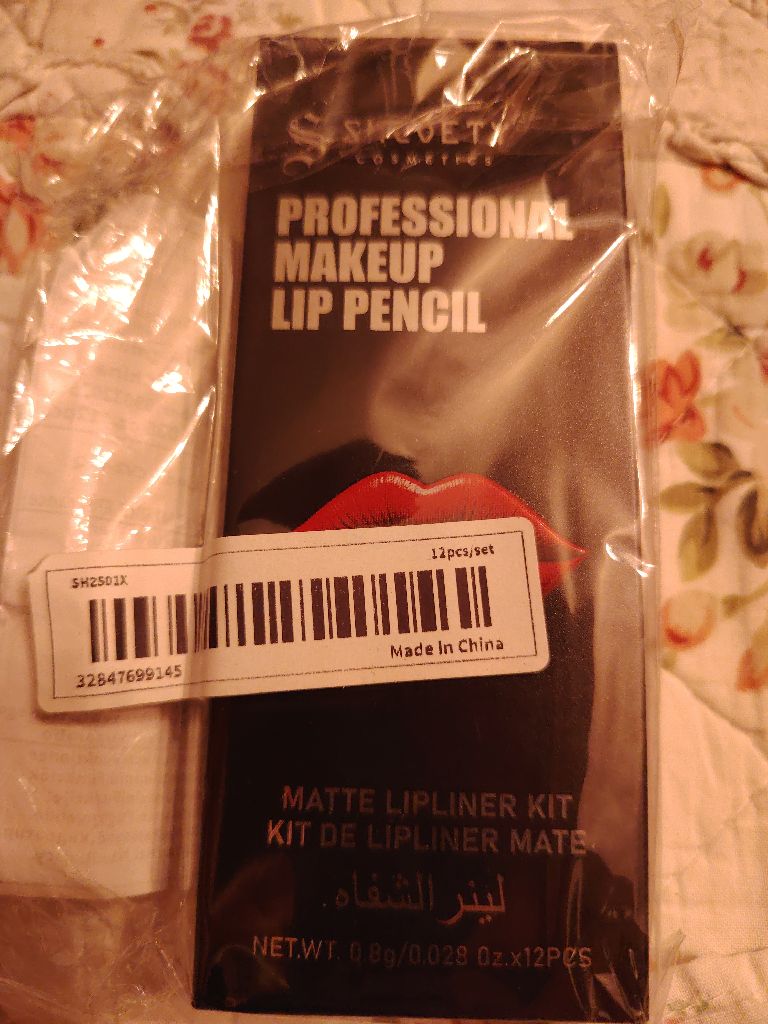 COSMETICS
PROFESSIONAL
MAKEUP
LIP PENCIL
SH2501X
12pcs/set
32847699145
Made In China
MATTE LIPLINER KIT
KIT DE LIPLINER MATE
لينر الشفاه.
NET.WT. 0.8g/0.028 Oz.x12PCS